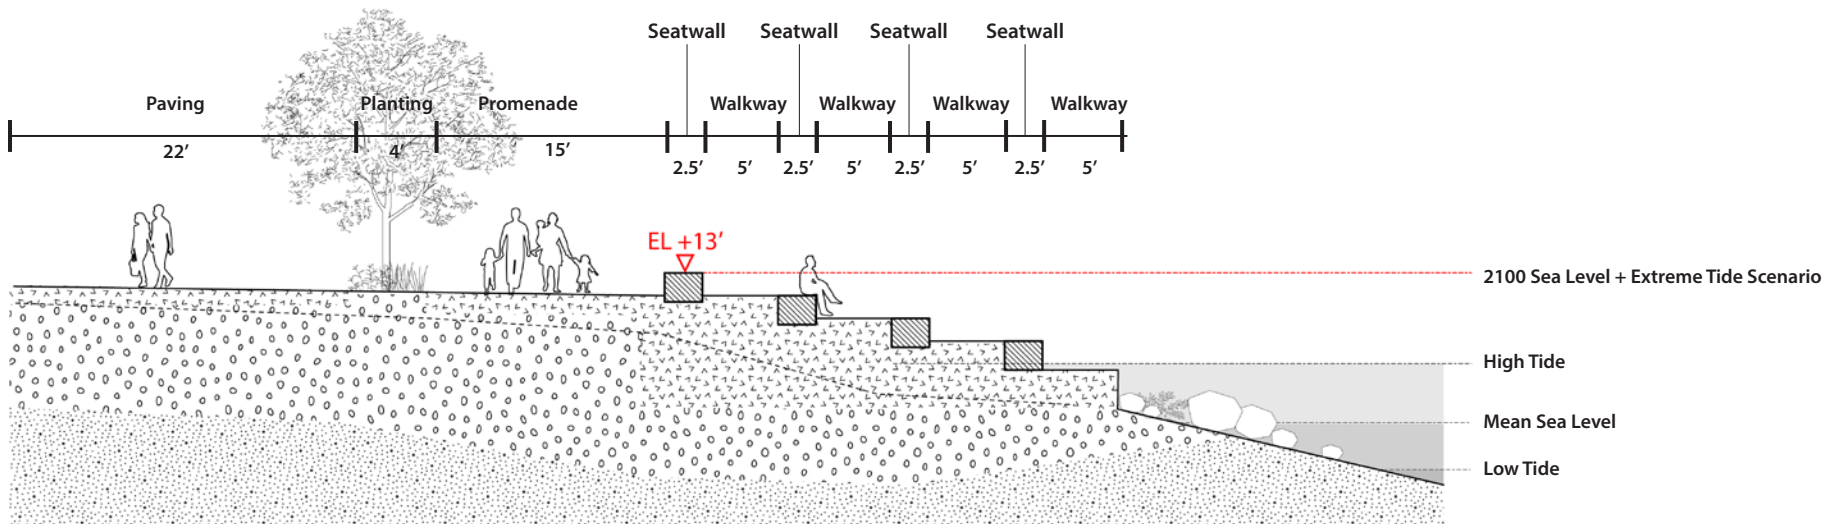 Seatwall Seatwall Seatwall Seatwall
Paving Planting Promenade Walkway Walkway Walkway Walkway
22’ 4’ 15’
2.5’ 5’ 2.5’ 5’ 2.5’ 5’ 2.5’ 5’
EL +13’
2100 Sea Level + Extreme Tide Scenario
High Tide
Mean Sea Level
Low Tide